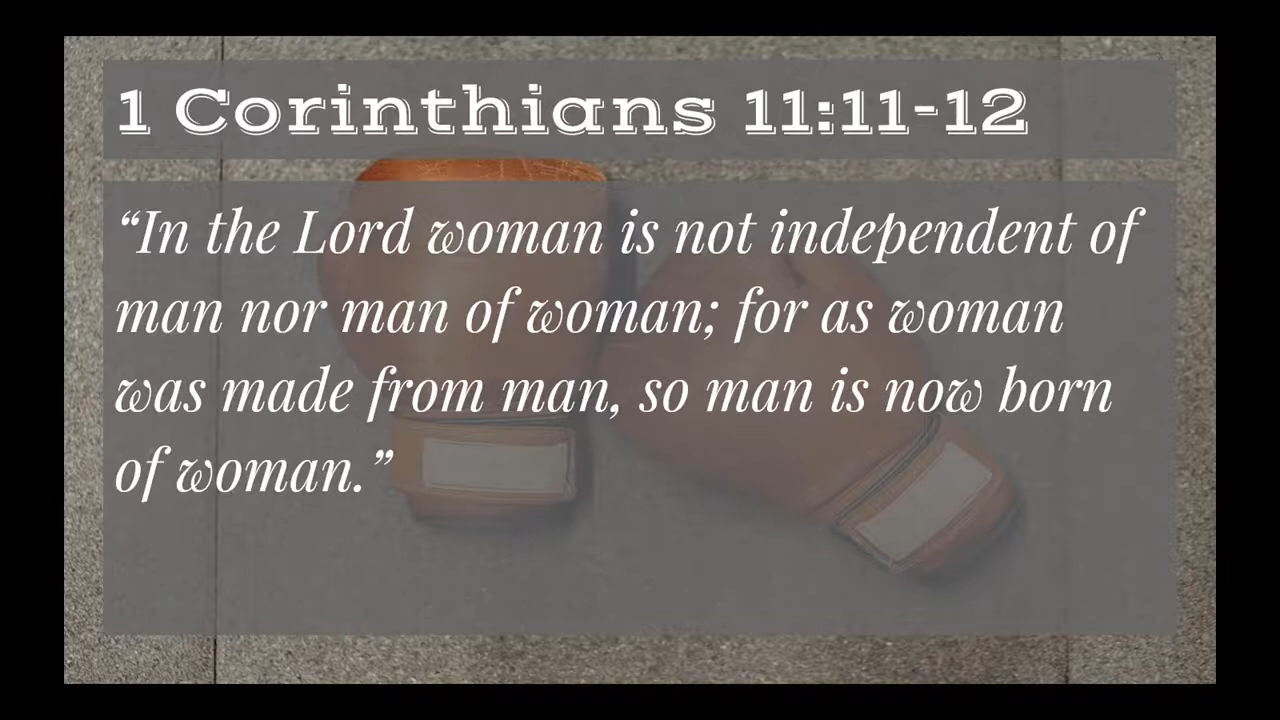 1 Corinthians 11:11-12
“In the Lord woman is not independent of
man nor man of woman; for as woman
was made from man, so man is now born
of woman.”